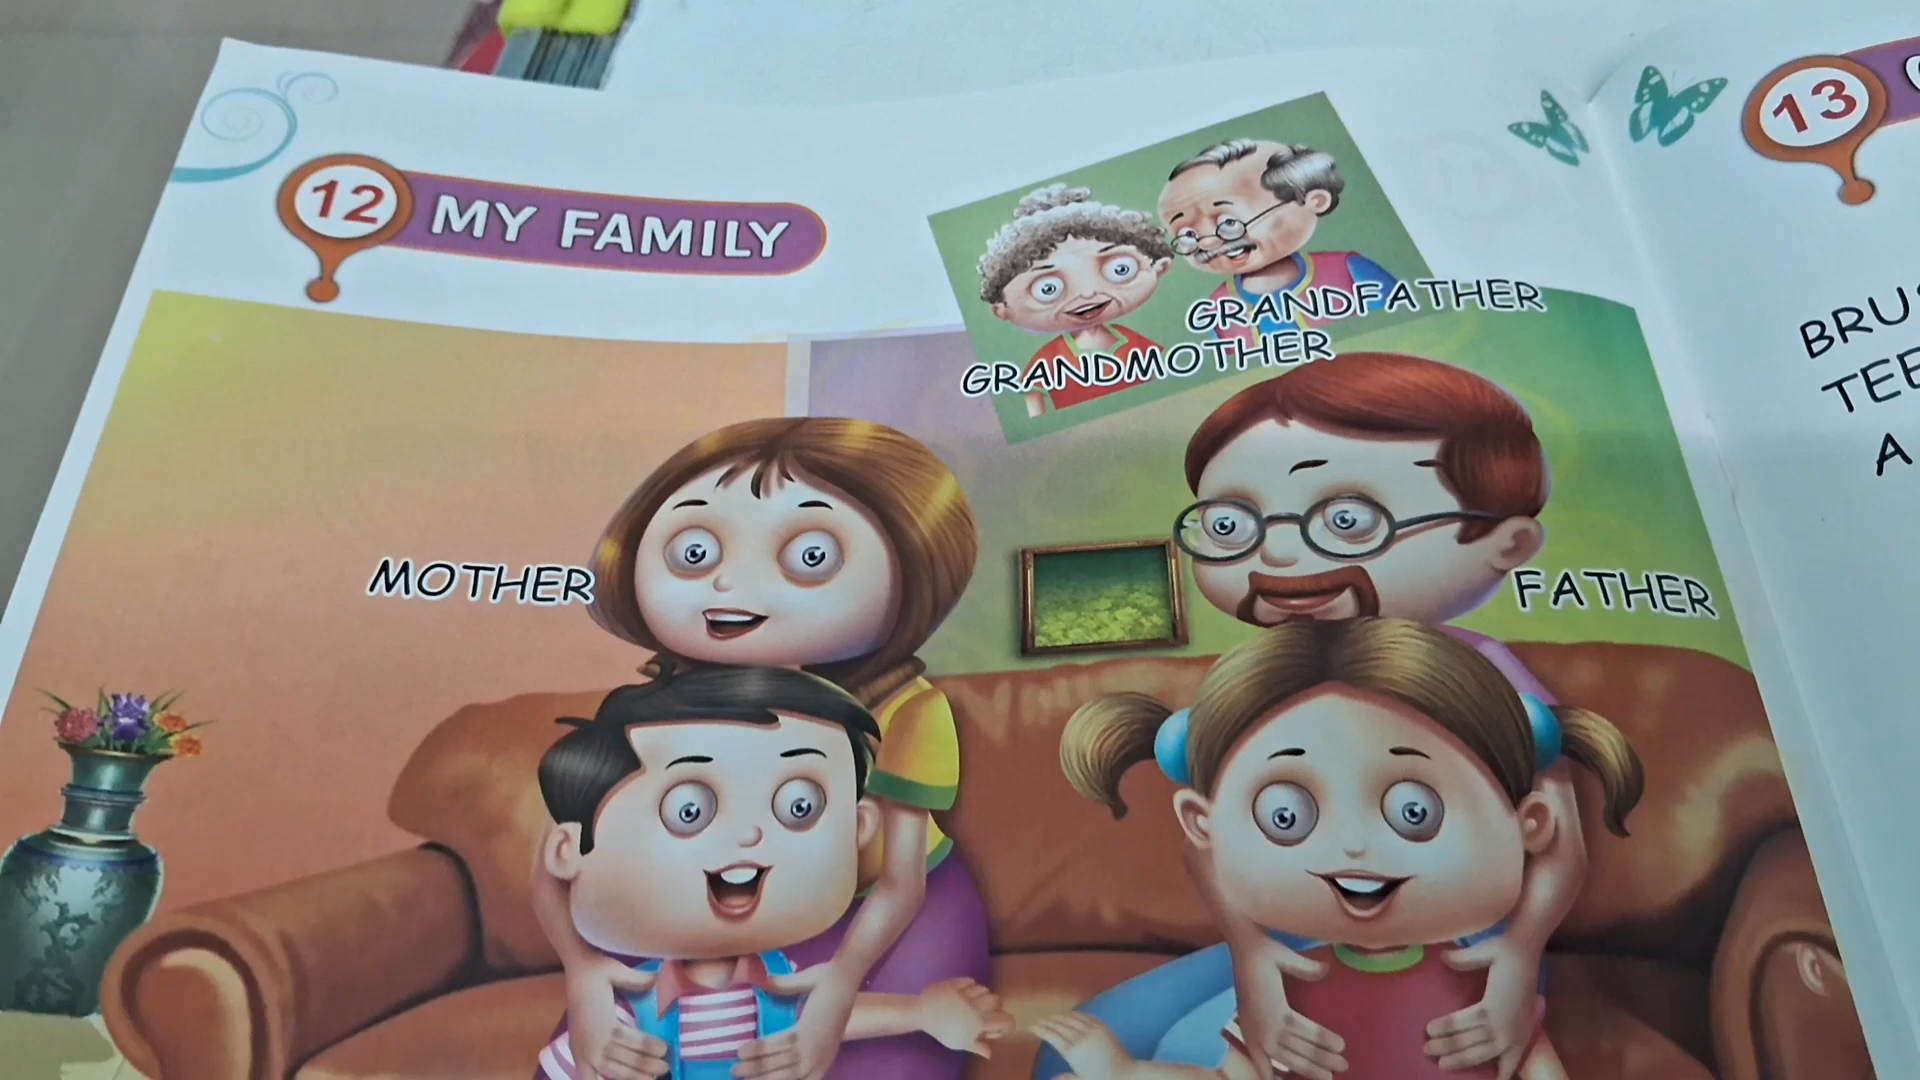 12 MY FAMILY
GRANDFATHER
GRANDMOTHER
MOTHER
FATHER
13
A